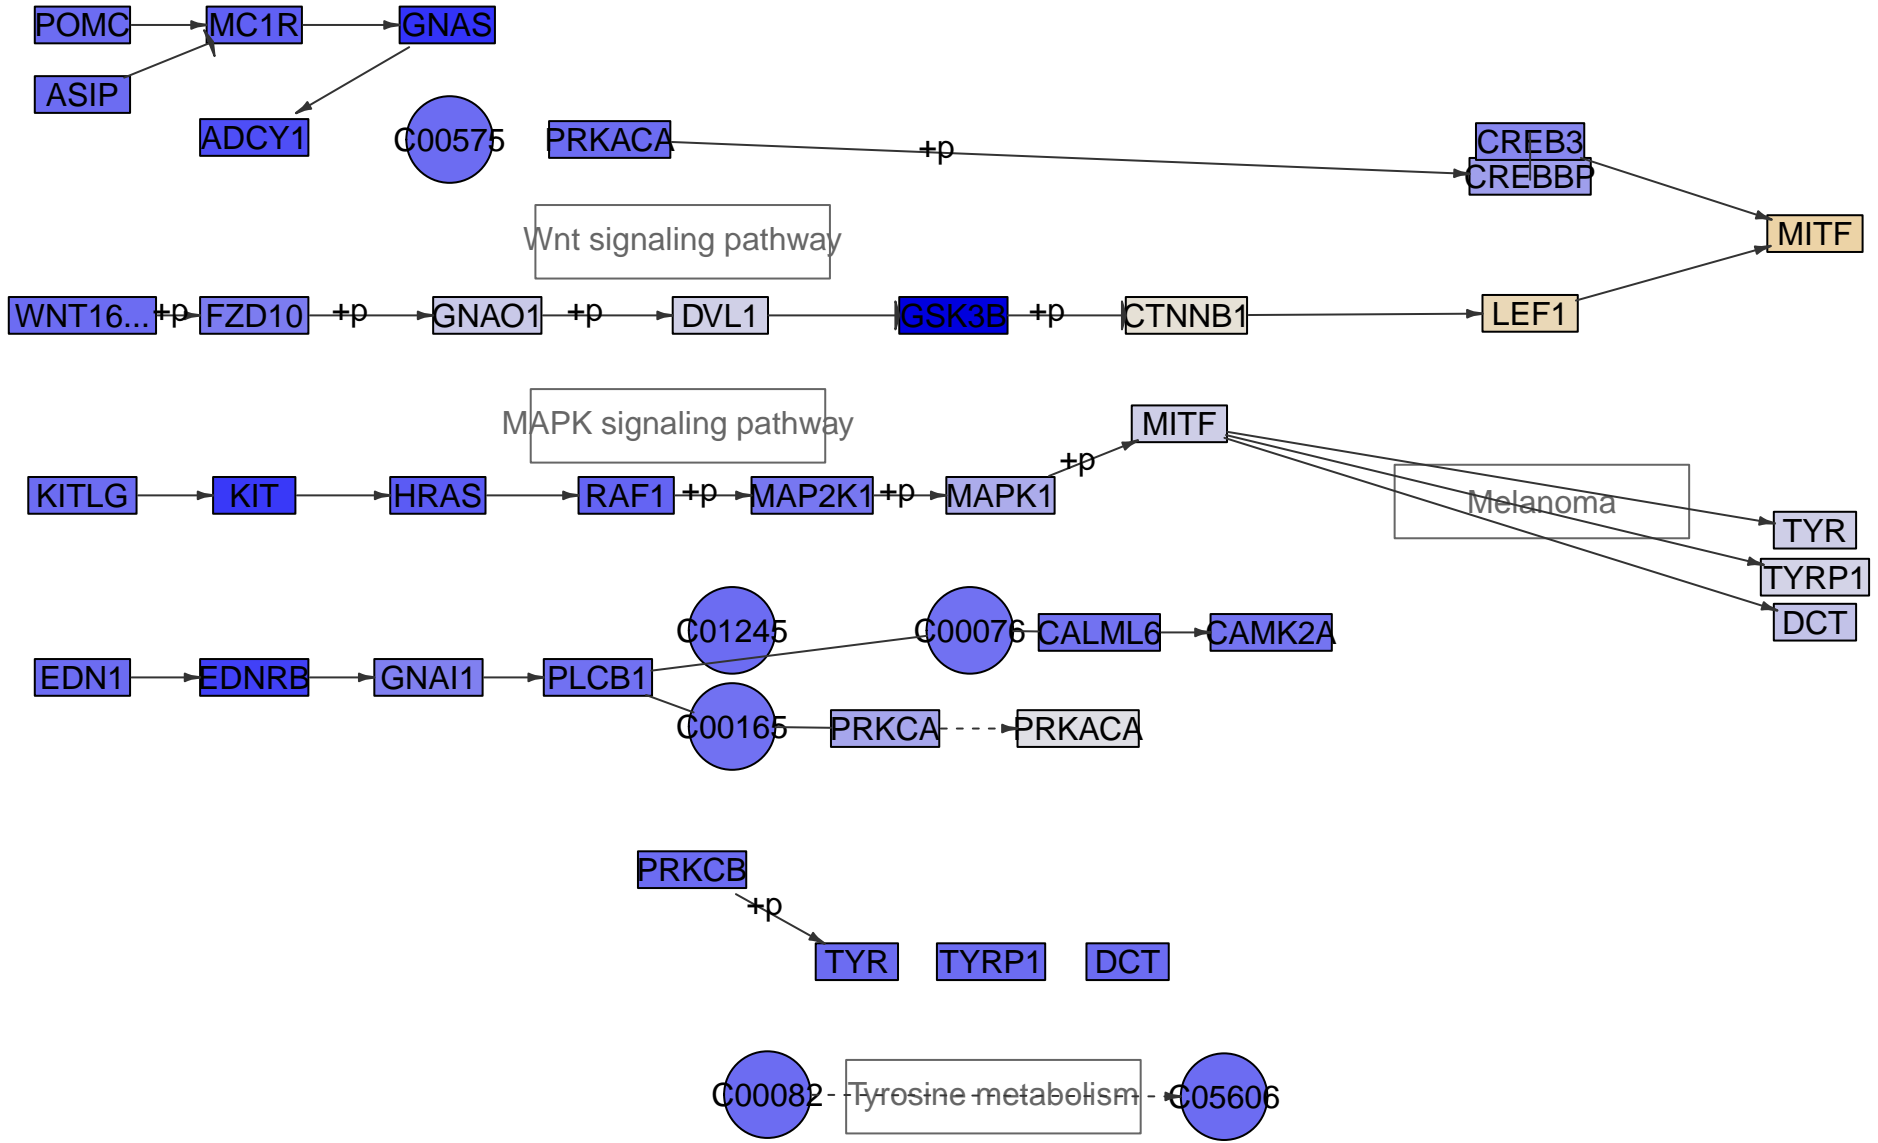 POMC
MC1R
GNAS
ASIP
ADCY1
C00575
PRKACA
+p
CREB3
CREBBP
MITF
Wnt signaling pathway
WNT16...
+p
FZD10
+p
GNAO1
+p
DVL1
GSK3B
+p
CTNNB1
LEF1
MAPK signaling pathway
MITF
+p
KITLG
KIT
HRAS
RAF1
+p
MAP2K1
+p
MAPK1
Melanoma
TYR
TYRP1
DCT
C01245
C00076
CALML6
CAMK2A
EDN1
EDNRB
GNAI1
PLCB1
C00165
PRKCA
PRKACA
PRKCB
+p
TYR
TYRP1
DCT
C00082
Tyrosine metabolism
C05606